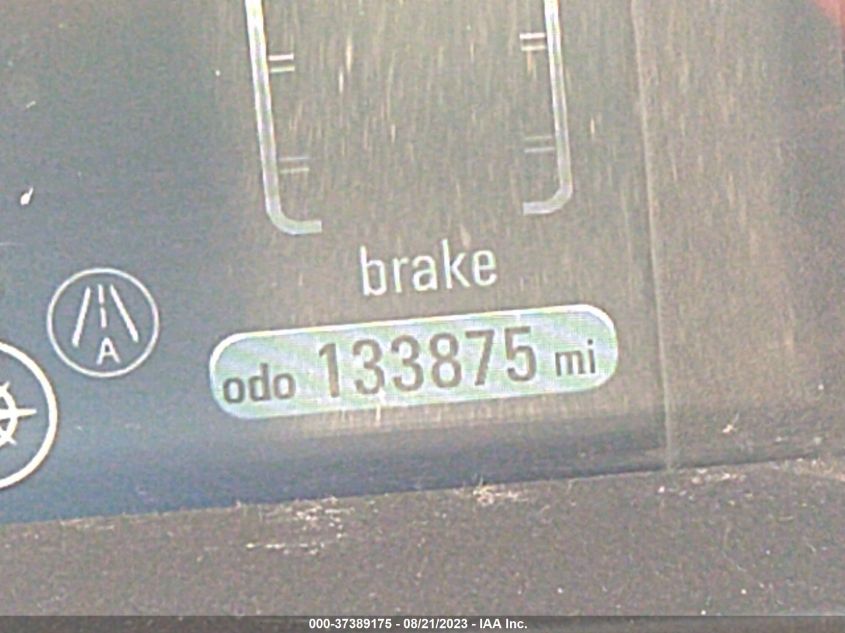 brake
A
odo 133875 mi
000-37389175 - 08/21/2023 - IAA Inc.